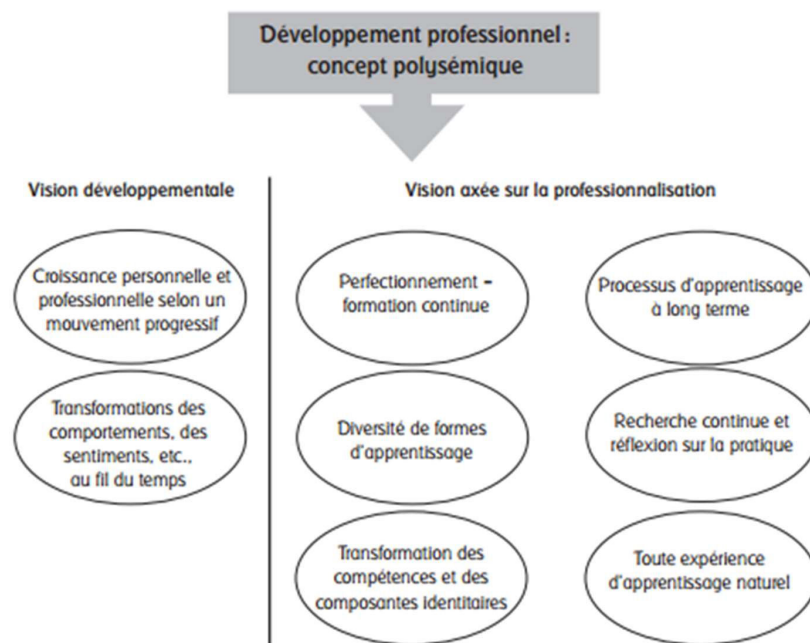 Développement professionnel :
concept polysémique
Vision développementale
Vision axée sur la professionnalisation
Croissance personnelle et
professionnelle selon un
mouvement progressif
Perfectionnement –
formation continue
Processus d'apprentissage
à long terme
Transformations des
comportements, des
sentiments, etc.,
au fil du temps
Diversité de formes
d'apprentissage
Recherche continue et
réflexion sur la pratique
Transformation des
compétences et des
composantes identitaires
Toute expérience
d'apprentissage naturel